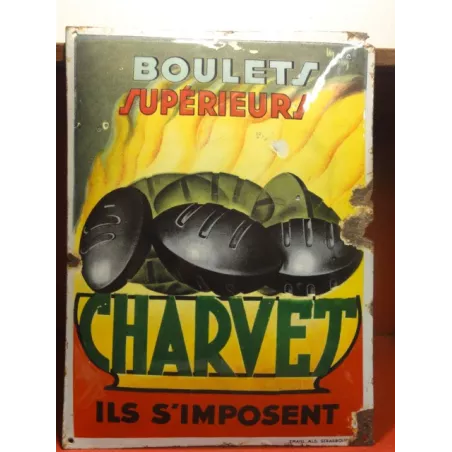 BOULETS
SUPÉRIEURS
CHARVET
ILS S'IMPOSENT